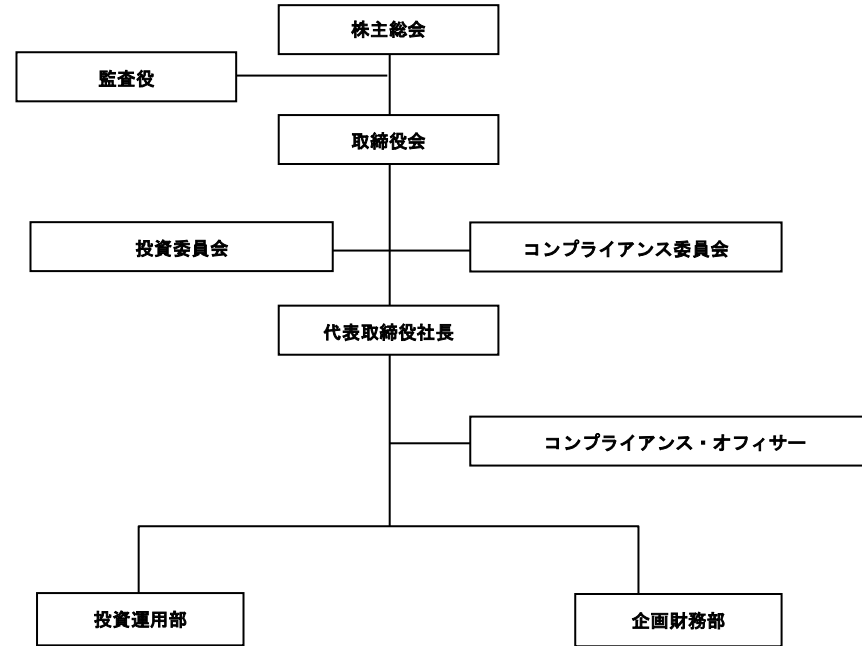 株主総会
監査役
取締役会
投資委員会
コンプライアンス委員会
代表取締役社長
コンプライアンス・オフィサー
投資運用部
企画財務部